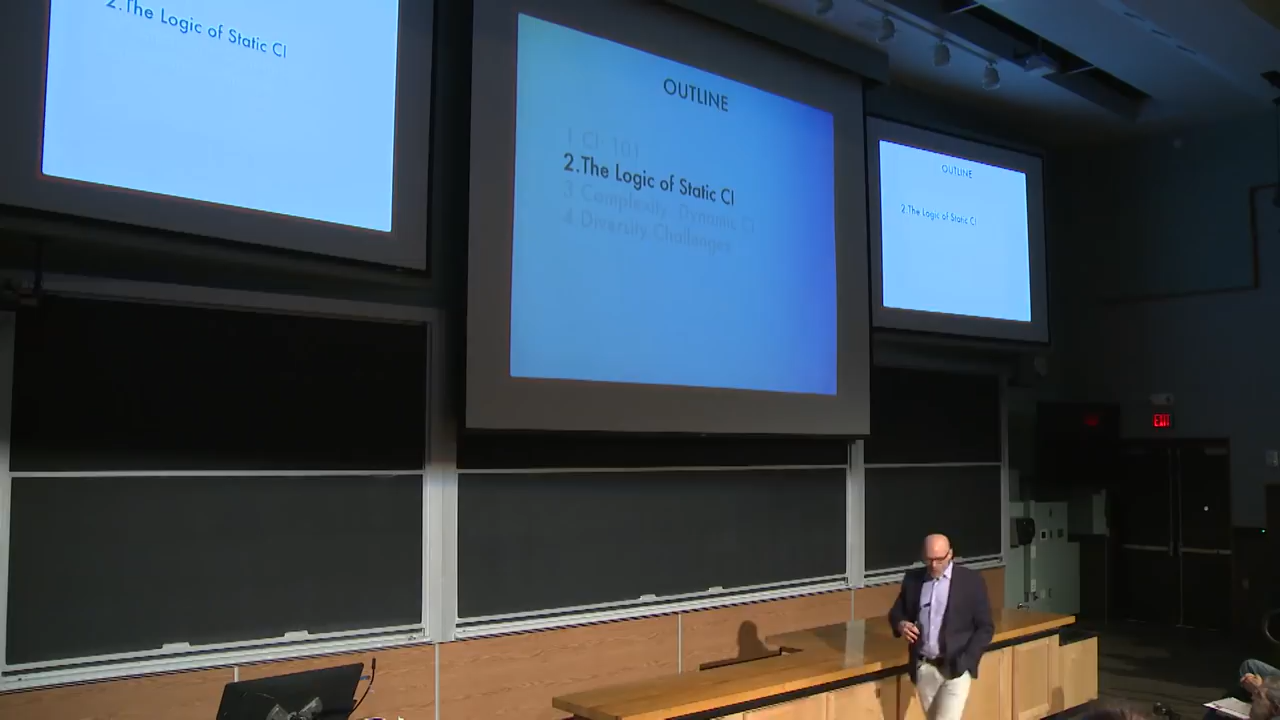 2.The Logic of Static CI
OUTLINE
1 CI 101
2.The Logic of Static CI
3 Complexity Dynamic CI
4 Diversity Challenges
OUTLINE
2.The Logic of Static CI
EXIT